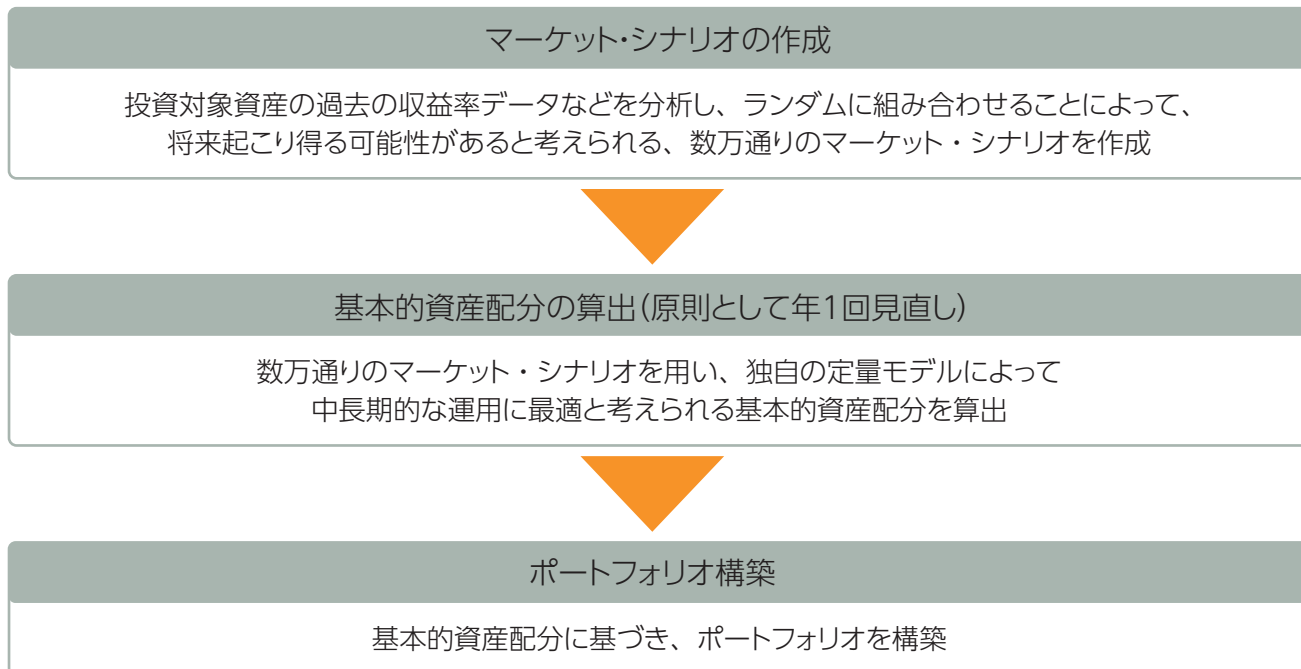 マーケット・シナリオの作成
投資対象資産の過去の収益率データなどを分析し、ランダムに組み合わせることによって、
将来起こり得る可能性があると考えられる、数万通りのマーケット・シナリオを作成
基本的資産配分の算出(原則として年1回見直し)
数万通りのマーケット・シナリオを用い、独自の定量モデルによって
中長期的な運用に最適と考えられる基本的資産配分を算出
ポートフォリオ構築
基本的資産配分に基づき、ポートフォリオを構築